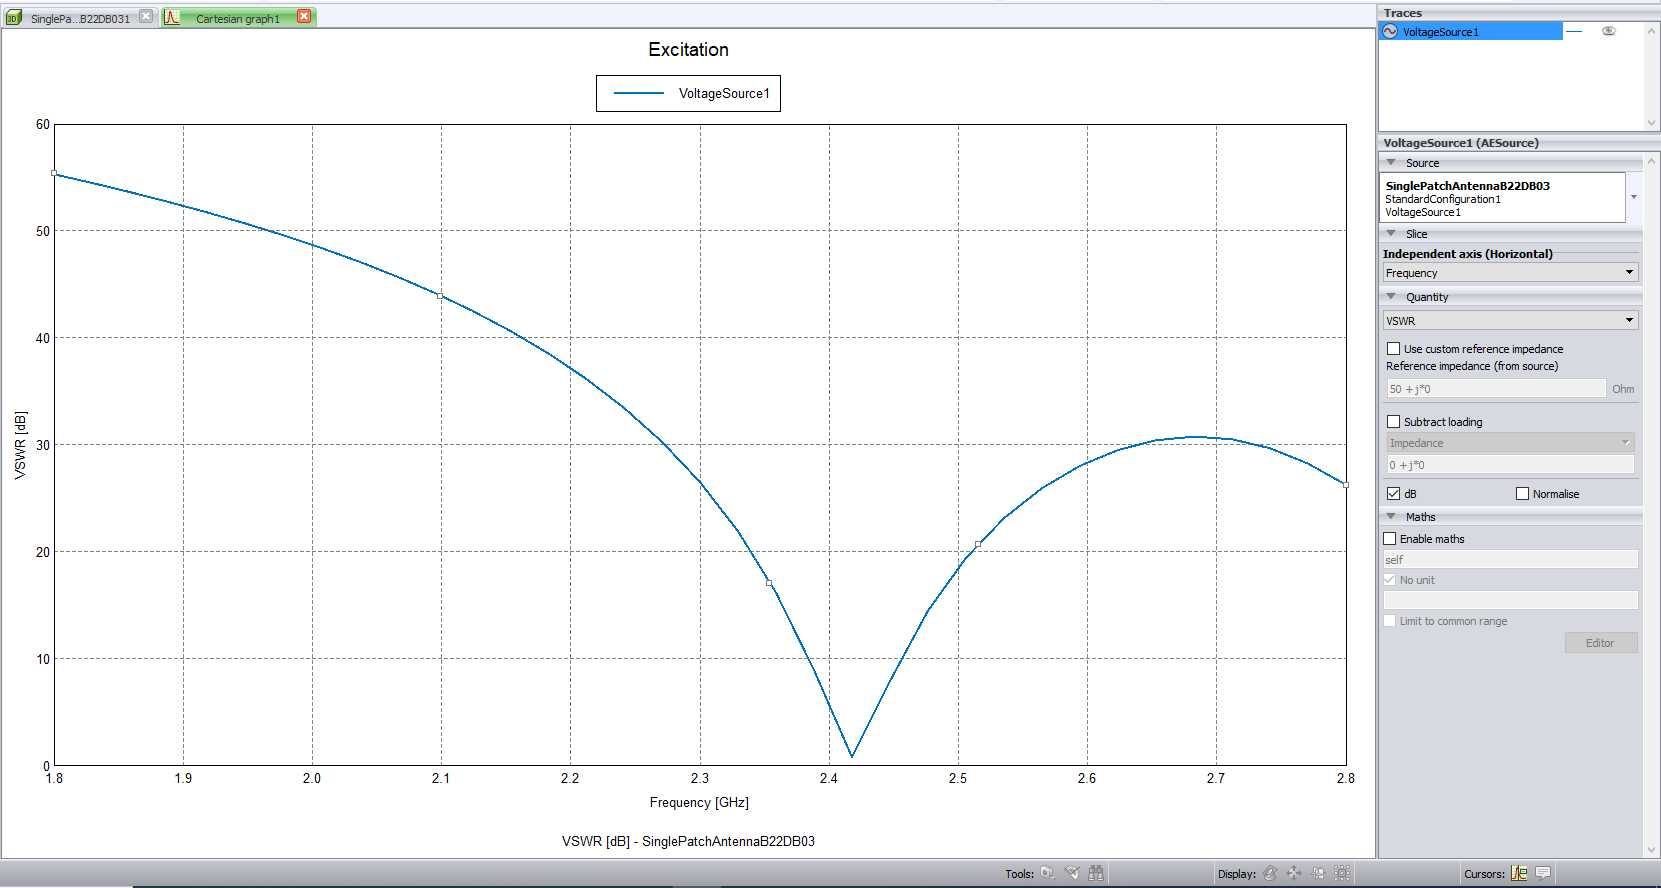 SinglePa...B22DB031
Cartesian graph1
Excitation
VoltageSource1
60
50
40
30
20
10
0
VSWR [dB]
1.8 1.9 2.0 2.1 2.2 2.3 2.4 2.5 2.6 2.7 2.8
Frequency [GHz]
VSWR [dB] - SinglePatchAntennaB22DB03
Traces
VoltageSource1
VoltageSource1 (AESource)
Source
SinglePatchAntennaB22DB03
StandardConfiguration1
VoltageSource1
Slice
Independent axis (Horizontal)
Frequency
Quantity
VSWR
Use custom reference impedance
Reference impedance (from source)
50 + j*0 Ohm
Subtract loading
Impedance
0 + j*0
dB Normalise
Maths
Enable maths
self
No unit
Limit to common range
Editor
Tools: Display: Cursors: